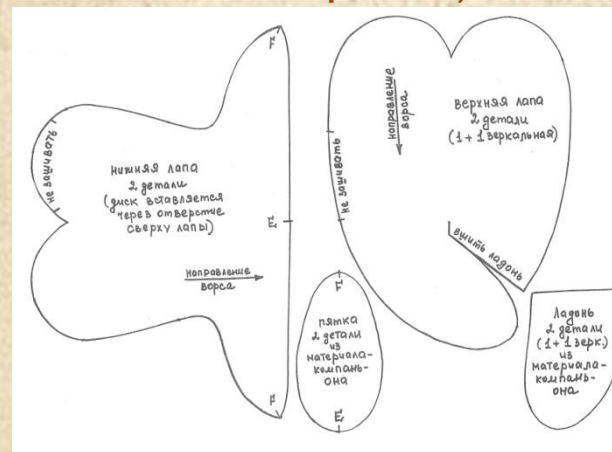 F
не зашивать
нижняя лапа
2 детали
(диск вставляется
через отверстие
сверху лапы)
E
направление
ворса
F
направление
ворса
верхняя лапа
2 детали
(1 + 1 зеркальная)
не зашивать
вшить ладонь
F
пятка
2 детали
из
материала-
компаньо-
она
E
ладонь
2 детали
(1 + 1 зерк.)
из
материала-
компань-
она